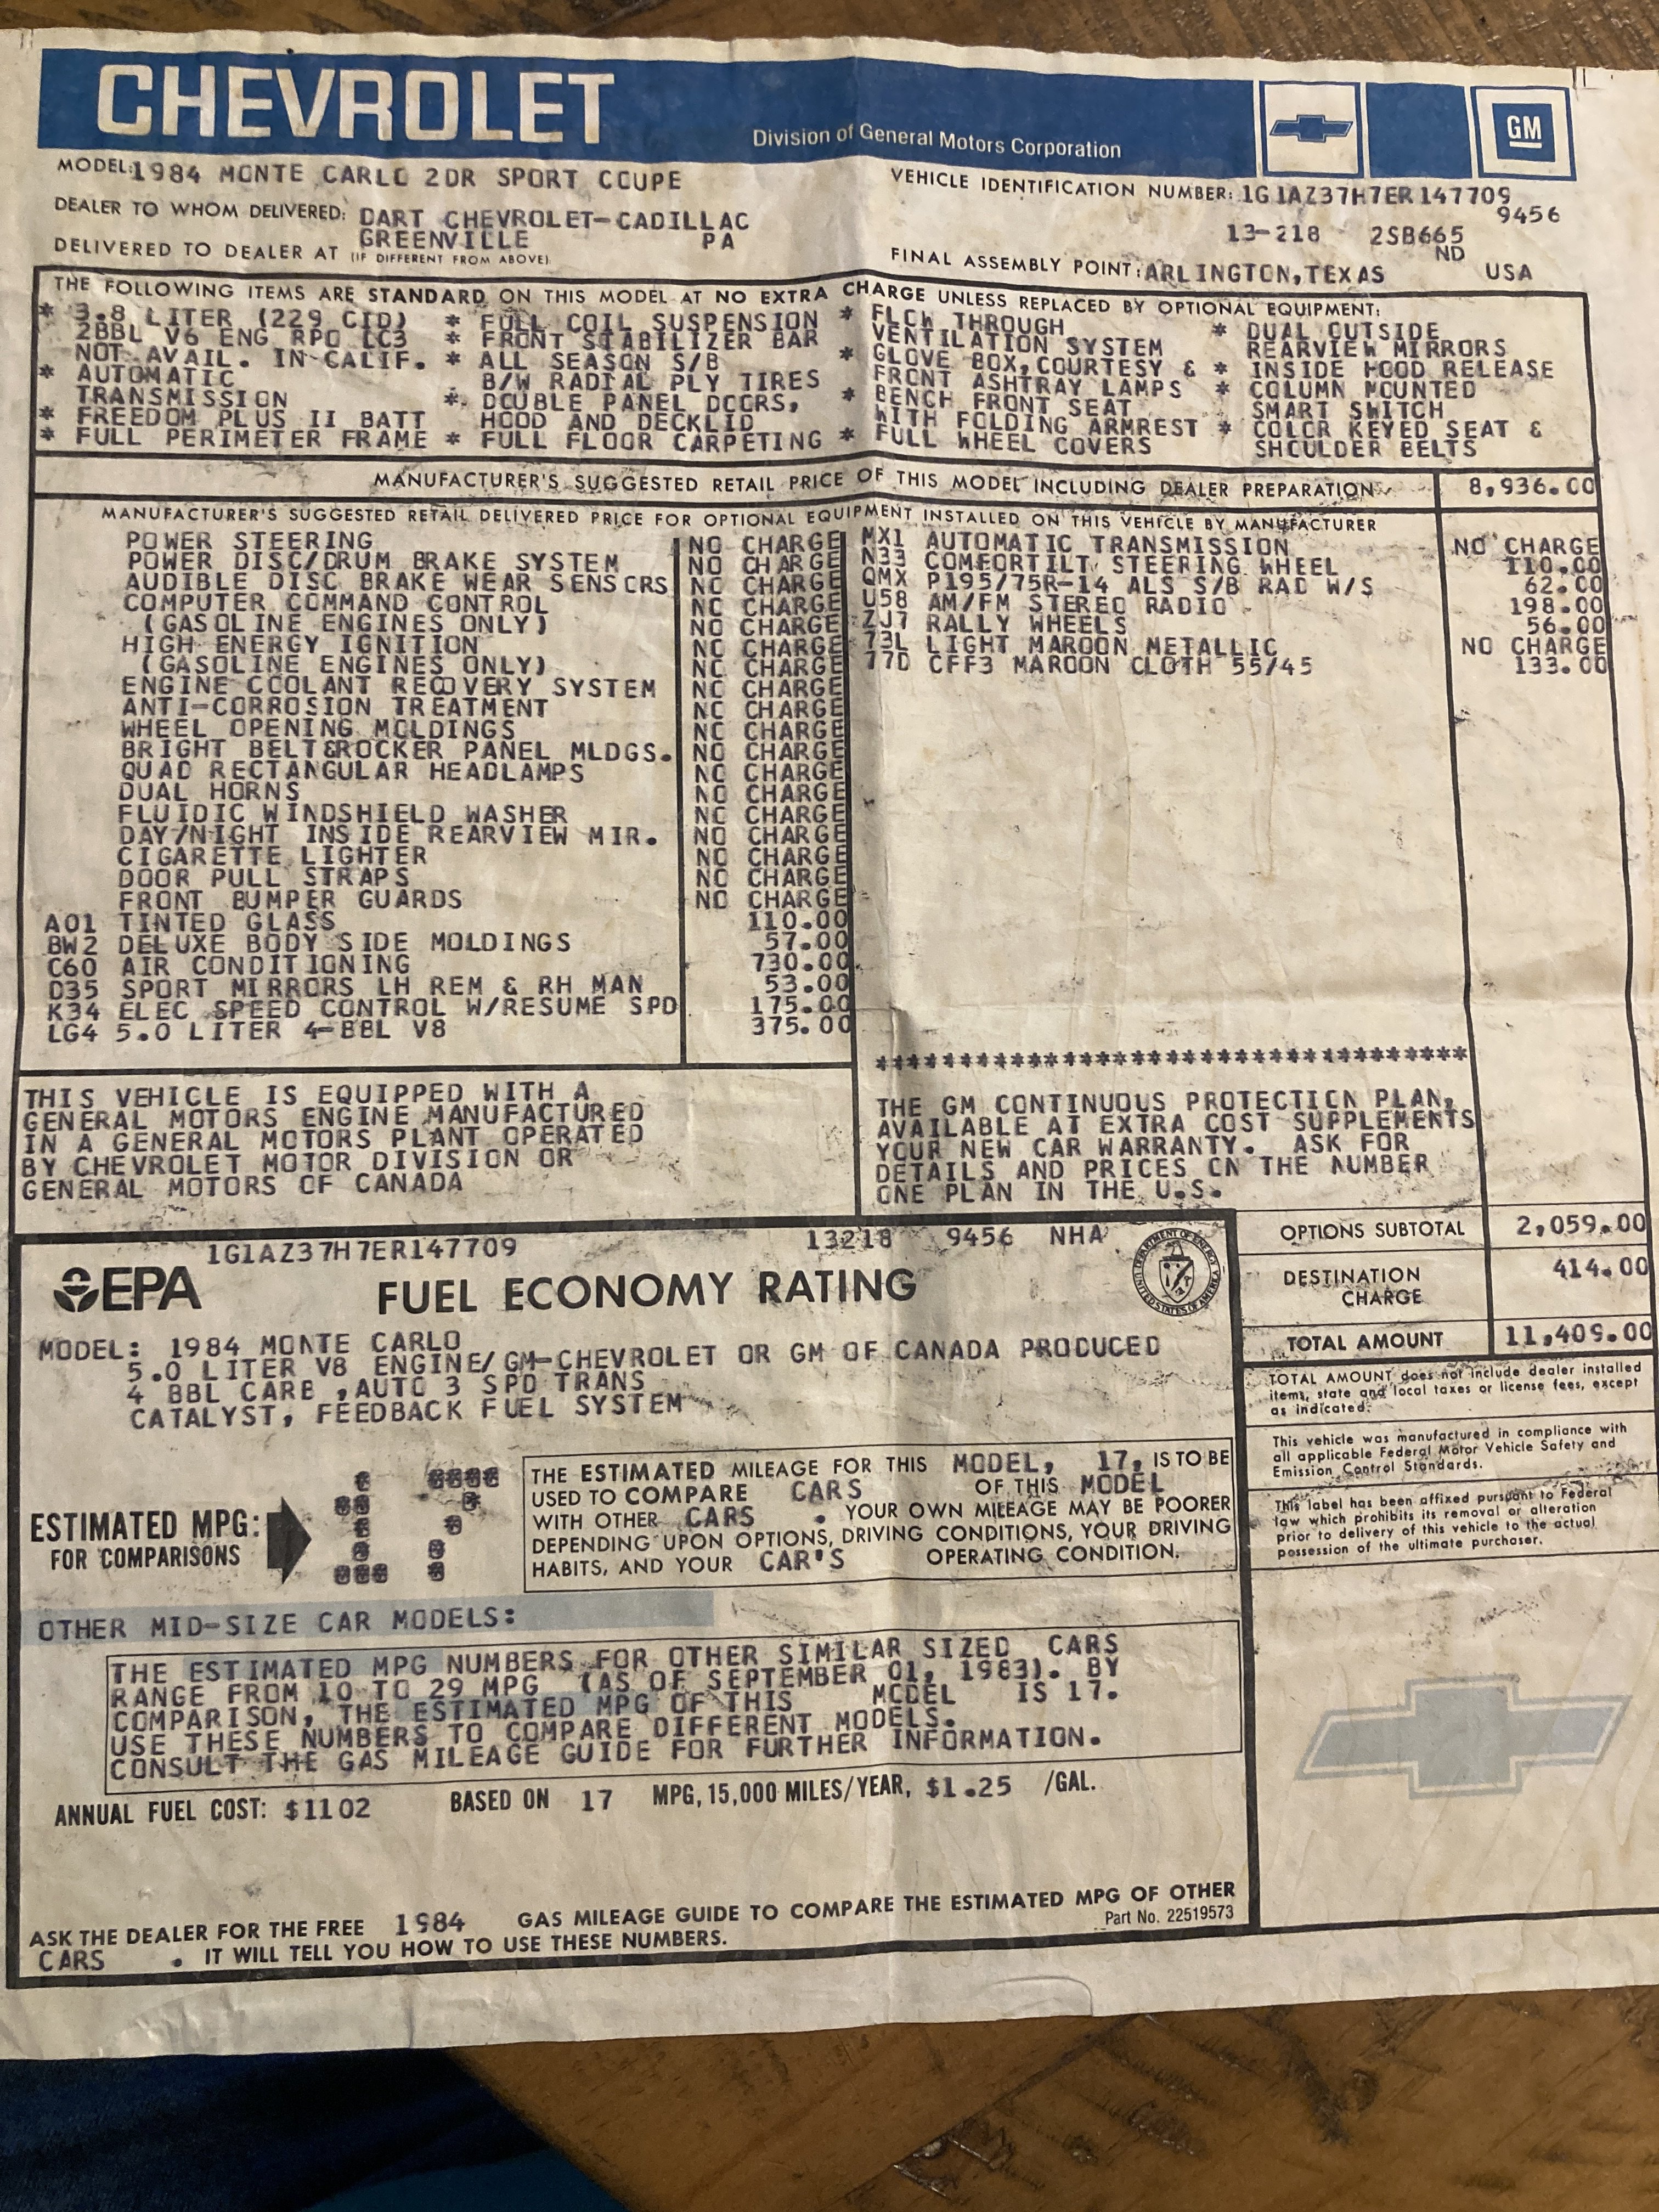 CHEVROLET
Division of General Motors Corporation
GM
MODEL: 1984 MONTE CARLO 2DR SPORT COUPE
VEHICLE IDENTIFICATION NUMBER: 1G1AZ37H7ER147709
9456
DEALER TO WHOM DELIVERED: DART CHEVROLET-CADILLAC
GREENVILLE PA
13-218 2SB665
ND
DELIVERED TO DEALER AT (IF DIFFERENT FROM ABOVE)
FINAL ASSEMBLY POINT: ARLINGTON, TEXAS USA
THE FOLLOWING ITEMS ARE STANDARD ON THIS MODEL AT NO EXTRA CHARGE UNLESS REPLACED BY OPTIONAL EQUIPMENT:
* 3.8 LITER (229 CID)
2BBL V6 ENG RPO LC3
NOT AVAIL. IN CALIF.
* AUTOMATIC
TRANSMISSION
* FREEDOM PLUS II BATT
* FULL PERIMETER FRAME
* FULL COIL SUSPENSION
* FRONT STABILIZER BAR
* ALL SEASON S/B
B/W RADIAL PLY TIRES
* DOUBLE PANEL DOORS,
HOOD AND DECKLID
* FULL FLOOR CARPETING
* FLOW THROUGH
VENTILATION SYSTEM
* GLOVE BOX, COURTESY &
FRONT ASHTRAY LAMPS
* BENCH FRONT SEAT
WITH FOLDING ARMREST
* FULL WHEEL COVERS
* DUAL OUTSIDE
REARVIEW MIRRORS
* INSIDE HOOD RELEASE
* COLUMN MOUNTED
SMART SWITCH
* COLOR KEYED SEAT &
SHOULDER BELTS
MANUFACTURER'S SUGGESTED RETAIL PRICE OF THIS MODEL INCLUDING DEALER PREPARATION 8,936.00
MANUFACTURER'S SUGGESTED RETAIL DELIVERED PRICE FOR OPTIONAL EQUIPMENT INSTALLED ON THIS VEHICLE BY MANUFACTURER
POWER STEERING NO CHARGE
POWER DISC/DRUM BRAKE SYSTEM NO CHARGE
AUDIBLE DISC BRAKE WEAR SENSORS NO CHARGE
COMPUTER COMMAND CONTROL NO CHARGE
(GASOLINE ENGINES ONLY) NO CHARGE
HIGH ENERGY IGNITION NO CHARGE
(GASOLINE ENGINES ONLY) NO CHARGE
ENGINE COOLANT RECOVERY SYSTEM NO CHARGE
ANTI-CORROSION TREATMENT NO CHARGE
WHEEL OPENING MOLDINGS NO CHARGE
BRIGHT BELT&ROCKER PANEL MLDGS. NO CHARGE
QUAD RECTANGULAR HEADLAMPS NO CHARGE
DUAL HORNS NO CHARGE
FLUIDIC WINDSHIELD WASHER NO CHARGE
DAY/NIGHT INSIDE REARVIEW MIR. NO CHARGE
CIGARETTE LIGHTER NO CHARGE
DOOR PULL STRAPS NO CHARGE
FRONT BUMPER GUARDS NO CHARGE
A01 TINTED GLASS 110.00
BW2 DELUXE BODY SIDE MOLDINGS 57.00
C60 AIR CONDITIONING 730.00
D35 SPORT MIRRORS LH REM & RH MAN 53.00
K34 ELEC SPEED CONTROL W/RESUME SPD 175.00
LG4 5.0 LITER 4-BBL V8 375.00
MX1 AUTOMATIC TRANSMISSION NO CHARGE
N33 COMFORTILT STEERING WHEEL 110.00
QMX P195/75R-14 ALS S/B RAD W/S 62.00
U58 AM/FM STEREO RADIO 198.00
ZJ7 RALLY WHEELS 56.00
73L LIGHT MAROON METALLIC NO CHARGE
77D CFF3 MAROON CLOTH 55/45 133.00
***********************************
THIS VEHICLE IS EQUIPPED WITH A
GENERAL MOTORS ENGINE MANUFACTURED
IN A GENERAL MOTORS PLANT OPERATED
BY CHEVROLET MOTOR DIVISION OR
GENERAL MOTORS OF CANADA
THE GM CONTINUOUS PROTECTION PLAN,
AVAILABLE AT EXTRA COST SUPPLEMENTS
YOUR NEW CAR WARRANTY. ASK FOR
DETAILS AND PRICES ON THE NUMBER
ONE PLAN IN THE U.S.
OPTIONS SUBTOTAL 2,059.00
DESTINATION CHARGE 414.00
TOTAL AMOUNT 11,409.00
TOTAL AMOUNT does not include dealer installed
items, state and local taxes or license fees, except
as indicated.
This vehicle was manufactured in compliance with
all applicable Federal Motor Vehicle Safety and
Emission Control Standards.
This label has been affixed pursuant to Federal
law which prohibits its removal or alteration
prior to delivery of this vehicle to the actual
possession of the ultimate purchaser.
1G1AZ37H7ER147709 13218 9456 NHA
EPA FUEL ECONOMY RATING
DEPARTMENT OF ENERGY
UNITED STATES OF AMERICA
MODEL: 1984 MONTE CARLO
5.0 LITER V8 ENGINE/GM-CHEVROLET OR GM OF CANADA PRODUCED
4 BBL CARB ,AUTO 3 SPD TRANS
CATALYST, FEEDBACK FUEL SYSTEM
ESTIMATED MPG:
FOR COMPARISONS
17
THE ESTIMATED MILEAGE FOR THIS MODEL, 17, IS TO BE
USED TO COMPARE CARS OF THIS MODEL
WITH OTHER CARS . YOUR OWN MILEAGE MAY BE POORER
DEPENDING UPON OPTIONS, DRIVING CONDITIONS, YOUR DRIVING
HABITS, AND YOUR CAR'S OPERATING CONDITION.
OTHER MID-SIZE CAR MODELS:
THE ESTIMATED MPG NUMBERS FOR OTHER SIMILAR SIZED CARS
RANGE FROM 10 TO 29 MPG (AS OF SEPTEMBER 01, 1983). BY
COMPARISON, THE ESTIMATED MPG OF THIS MODEL IS 17.
USE THESE NUMBERS TO COMPARE DIFFERENT MODELS.
CONSULT THE GAS MILEAGE GUIDE FOR FURTHER INFORMATION.
ANNUAL FUEL COST: $1102 BASED ON 17 MPG, 15,000 MILES/YEAR, $1.25 /GAL.
ASK THE DEALER FOR THE FREE 1984 GAS MILEAGE GUIDE TO COMPARE THE ESTIMATED MPG OF OTHER
CARS . IT WILL TELL YOU HOW TO USE THESE NUMBERS.
Part No. 22519573